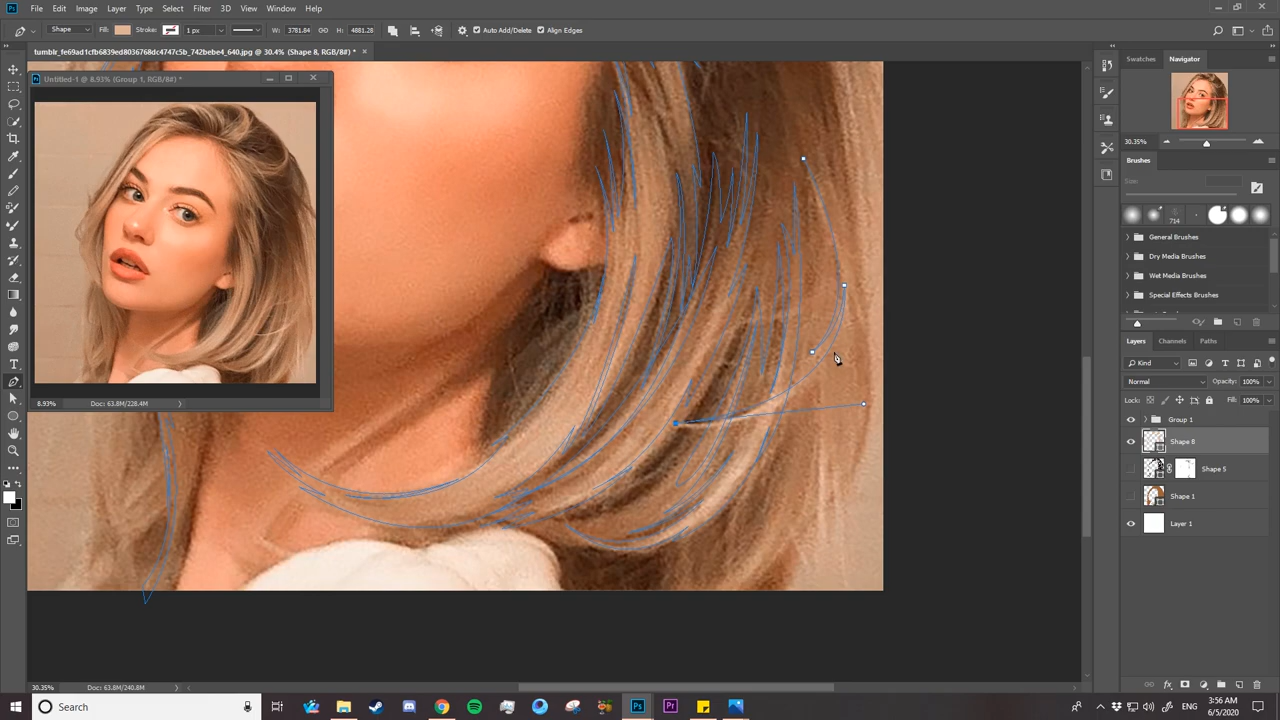 File Edit Image Layer Type Select Filter 3D View Window Help
Shape Fill: Stroke: 1 px W: 3781.84 H: 4881.28 Auto Add/Delete Align Edges
tumblr_fe69ad1cfb6839ed8036768dc4747c5b_742bebe4_640.jpg @ 30.4% (Shape 8, RGB/8#) *
Untitled-1 @ 8.93% (Group 1, RGB/8#) *
8.93% Doc: 63.8M/228.4M
Swatches Navigator
30.35%
Brushes
Size:
714
General Brushes
Dry Media Brushes
Wet Media Brushes
Special Effects Brushes
Layers Channels Paths
Kind
Normal Opacity: 100%
Lock: Fill: 100%
Group 1
Shape 8
Shape 5
Shape 1
Layer 1
30.35% Doc: 63.8M/240.8M
Search
ENG 3:56 AM
6/5/2020